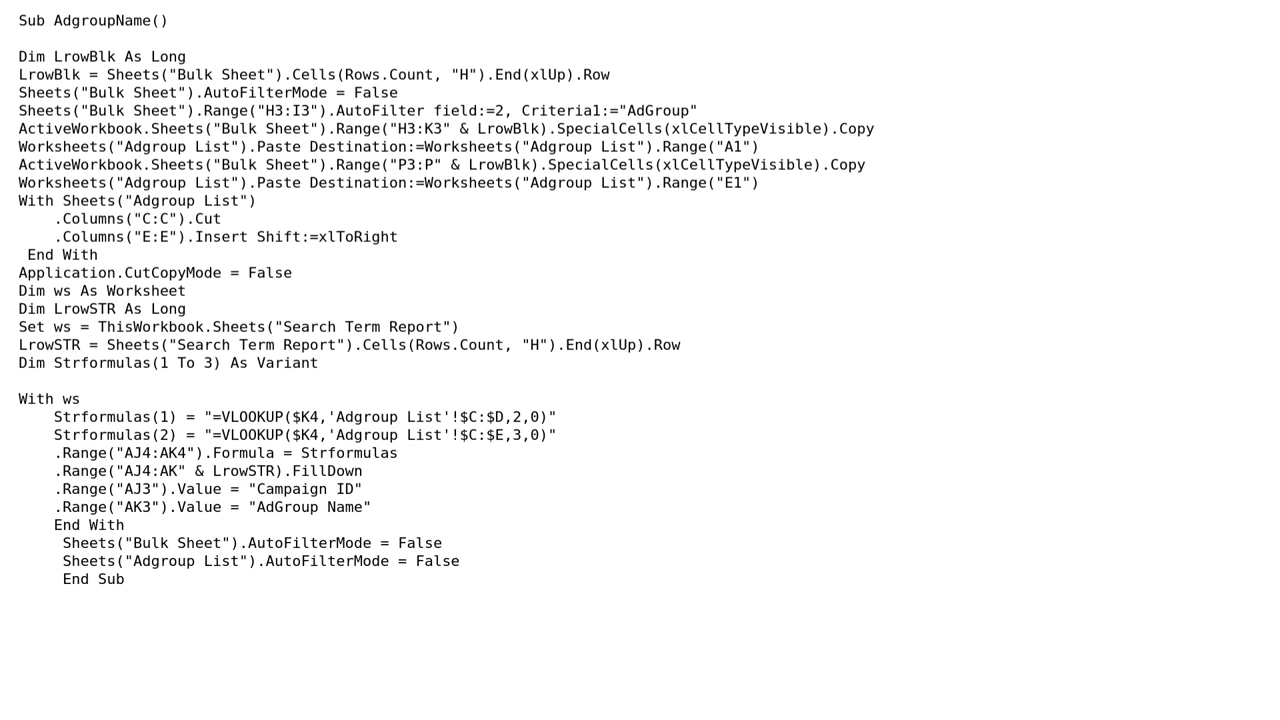 Sub AdgroupName()

Dim LrowBlk As Long
LrowBlk = Sheets("Bulk Sheet").Cells(Rows.Count, "H").End(xlUp).Row
Sheets("Bulk Sheet").AutoFilterMode = False
Sheets("Bulk Sheet").Range("H3:I3").AutoFilter field:=2, Criteria1:="AdGroup"
ActiveWorkbook.Sheets("Bulk Sheet").Range("H3:K3" & LrowBlk).SpecialCells(xlCellTypeVisible).Copy
Worksheets("Adgroup List").Paste Destination:=Worksheets("Adgroup List").Range("A1")
ActiveWorkbook.Sheets("Bulk Sheet").Range("P3:P" & LrowBlk).SpecialCells(xlCellTypeVisible).Copy
Worksheets("Adgroup List").Paste Destination:=Worksheets("Adgroup List").Range("E1")
With Sheets("Adgroup List")
    .Columns("C:C").Cut
    .Columns("E:E").Insert Shift:=xlToRight
 End With
Application.CutCopyMode = False
Dim ws As Worksheet
Dim LrowSTR As Long
Set ws = ThisWorkbook.Sheets("Search Term Report")
LrowSTR = Sheets("Search Term Report").Cells(Rows.Count, "H").End(xlUp).Row
Dim Strformulas(1 To 3) As Variant

With ws
    Strformulas(1) = "=VLOOKUP($K4,'Adgroup List'!$C:$D,2,0)"
    Strformulas(2) = "=VLOOKUP($K4,'Adgroup List'!$C:$E,3,0)"
    .Range("AJ4:AK4").Formula = Strformulas
    .Range("AJ4:AK" & LrowSTR).FillDown
    .Range("AJ3").Value = "Campaign ID"
    .Range("AK3").Value = "AdGroup Name"
    End With
     Sheets("Bulk Sheet").AutoFilterMode = False
     Sheets("Adgroup List").AutoFilterMode = False
     End Sub